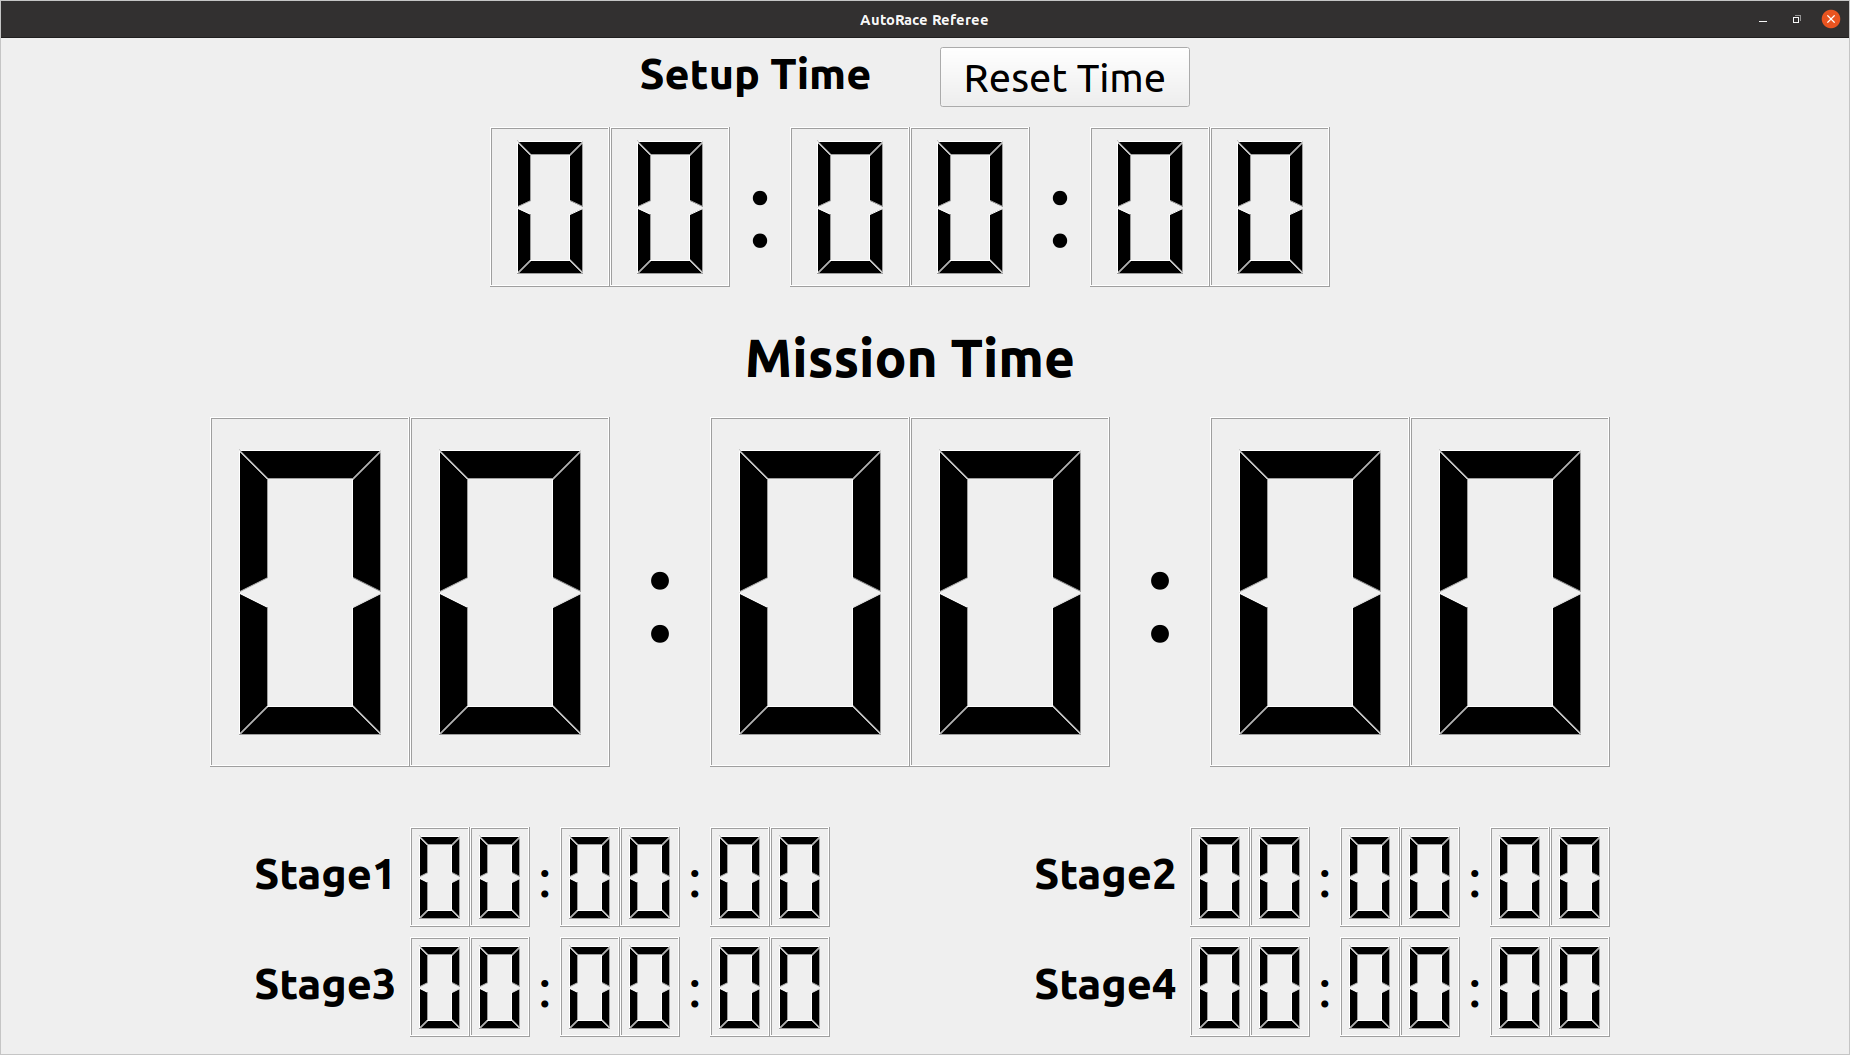 AutoRace Referee
Setup Time Reset Time
00:00:00
Mission Time
00:00:00
Stage1 00:00:00 Stage2 00:00:00
Stage3 00:00:00 Stage4 00:00:00